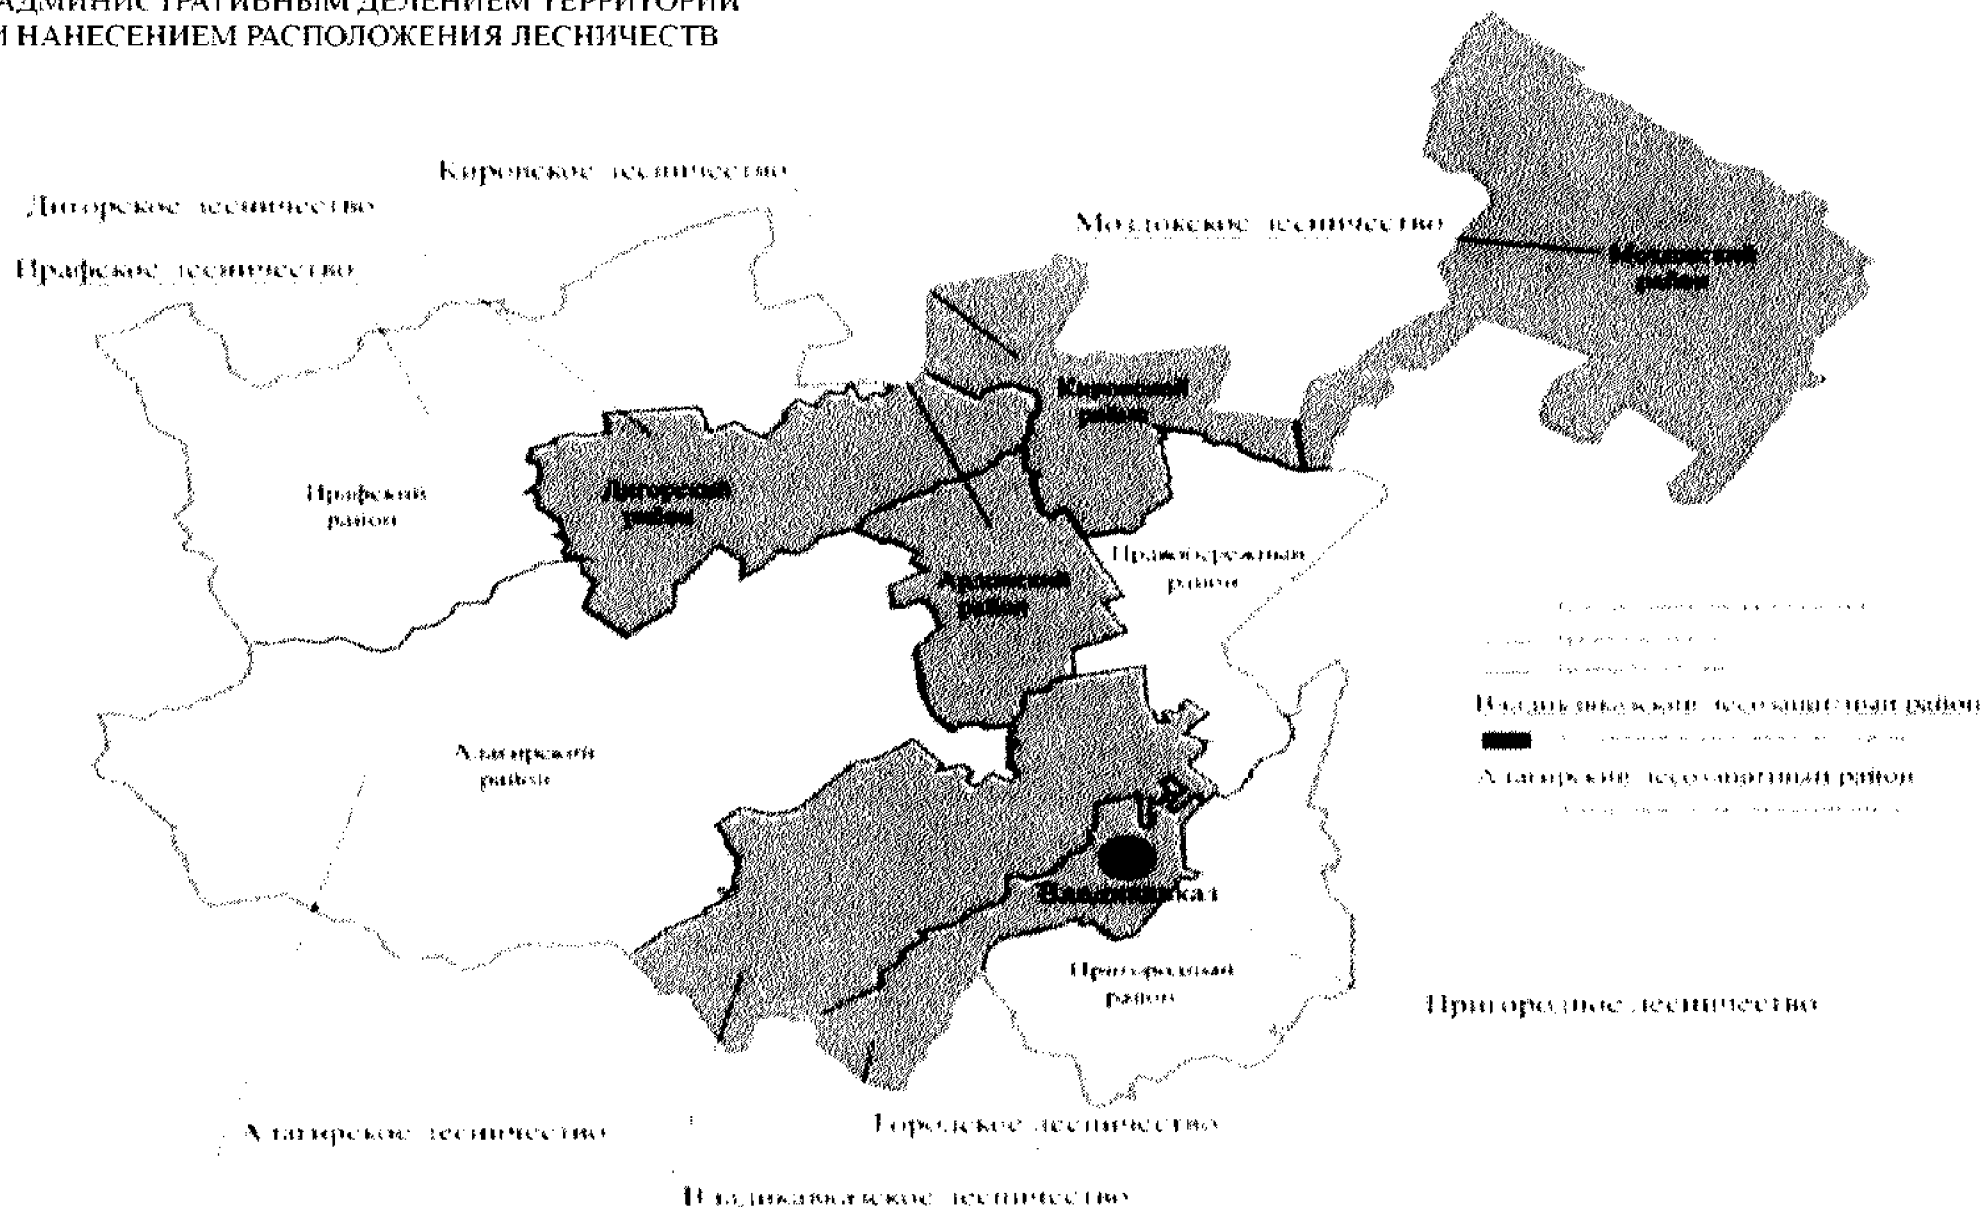 АДМИНИСТРАТИВНЫМ ДЕЛЕНИЕМ ТЕРРИТОРИИ
И НАНЕСЕНИЕМ РАСПОЛОЖЕНИЯ ЛЕСНИЧЕСТВ
Кировское лесничество
Дигорское лесничество
Моздокское лесничество
Ирафское лесничество
Моздокский
район
Кировский
район
Ирафский
район
Дигорский
район
Правобережный
район
Ардонский
район
Владикавказский лесозащитный район
Алагирский
район
Алагирский лесозащитный район
Владикавказ
Пригородный
район
Пригородное лесничество
Алагирское лесничество
Городское лесничество
Владикавказское лесничество